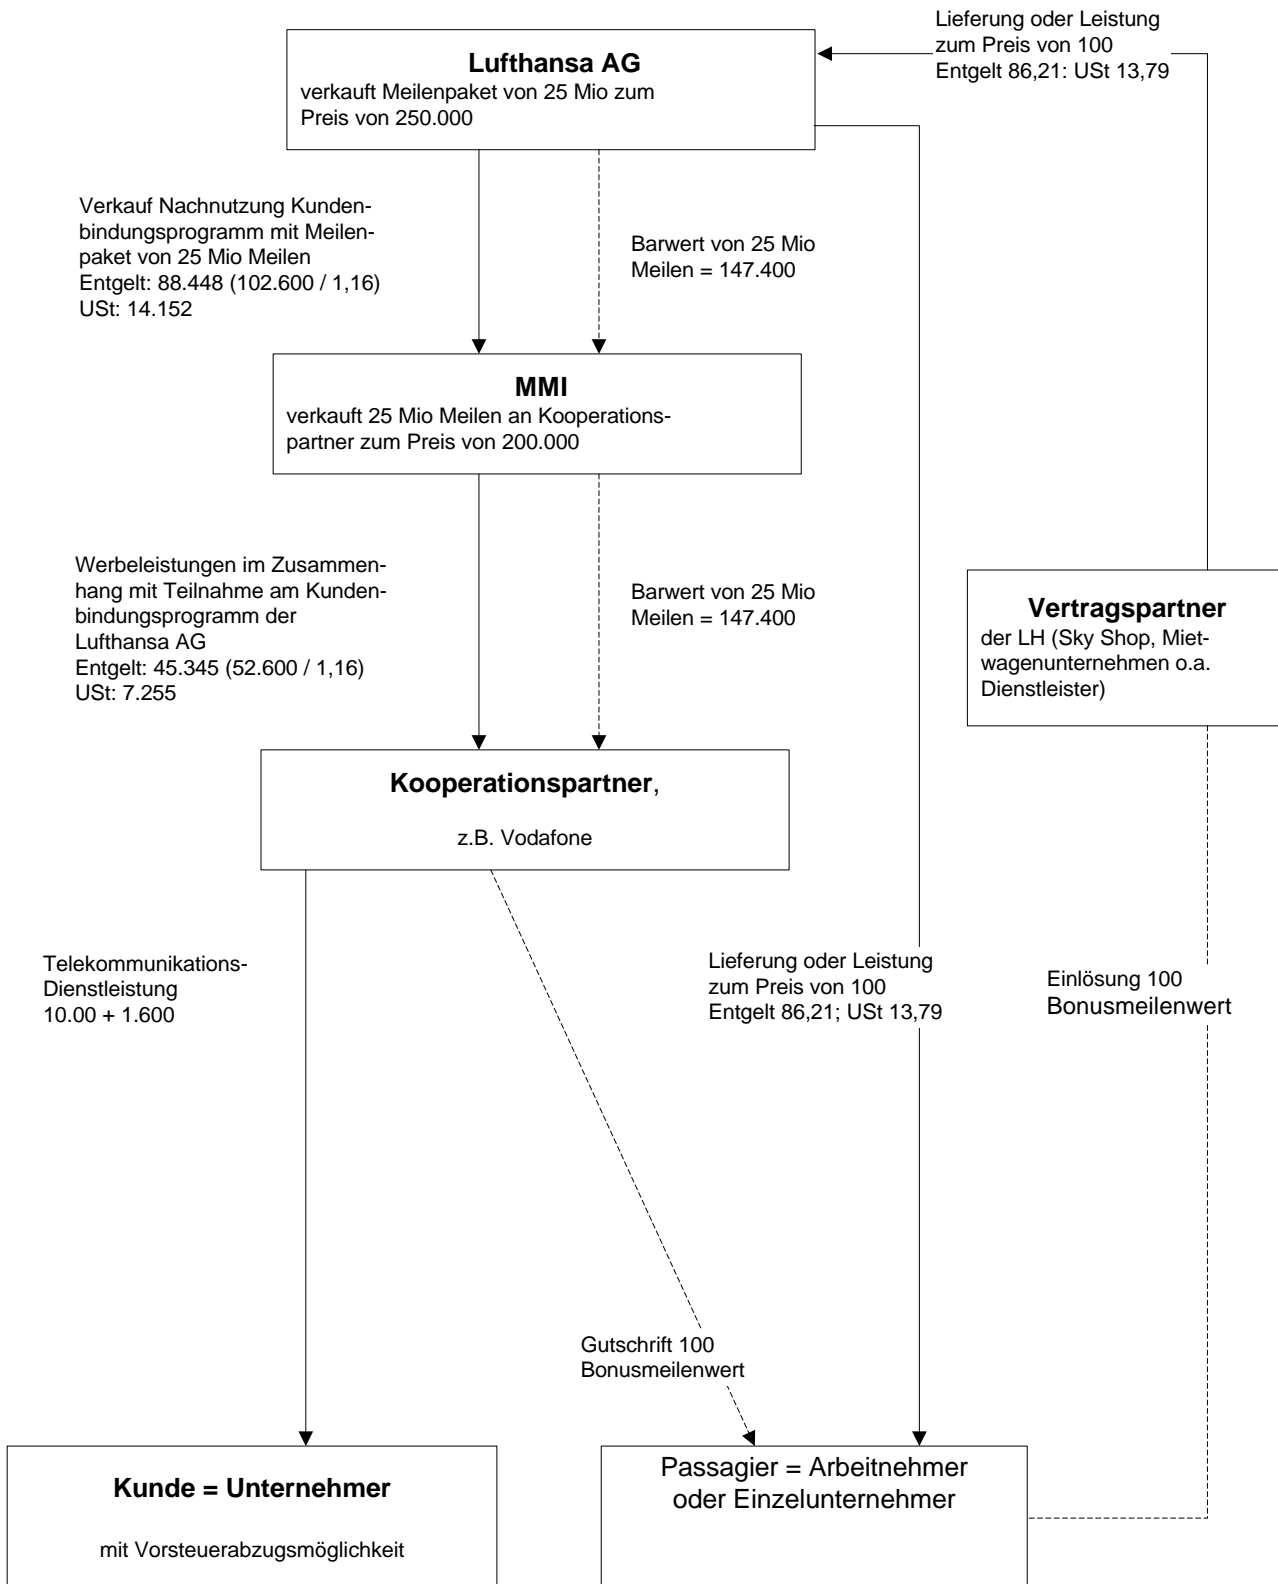 Lieferung oder Leistung
zum Preis von 100
Entgelt 86,21: USt 13,79
Lufthansa AG
verkauft Meilenpaket von 25 Mio zum
Preis von 250.000
Verkauf Nachnutzung Kunden-
bindungsprogramm mit Meilen-
paket von 25 Mio Meilen
Entgelt: 88.448 (102.600 / 1,16)
USt: 14.152
Barwert von 25 Mio
Meilen = 147.400
MMI
verkauft 25 Mio Meilen an Kooperations-
partner zum Preis von 200.000
Werbeleistungen im Zusammen-
hang mit Teilnahme am Kunden-
bindungsprogramm der
Lufthansa AG
Entgelt: 45.345 (52.600 / 1,16)
USt: 7.255
Barwert von 25 Mio
Meilen = 147.400
Vertragspartner
der LH (Sky Shop, Miet-
wagenunternehmen o.a.
Dienstleister)
Kooperationspartner,
z.B. Vodafone
Telekommunikations-
Dienstleistung
10.00 + 1.600
Lieferung oder Leistung
zum Preis von 100
Entgelt 86,21; USt 13,79
Einlösung 100
Bonusmeilenwert
Gutschrift 100
Bonusmeilenwert
Kunde = Unternehmer
mit Vorsteuerabzugsmöglichkeit
Passagier = Arbeitnehmer
oder Einzelunternehmer